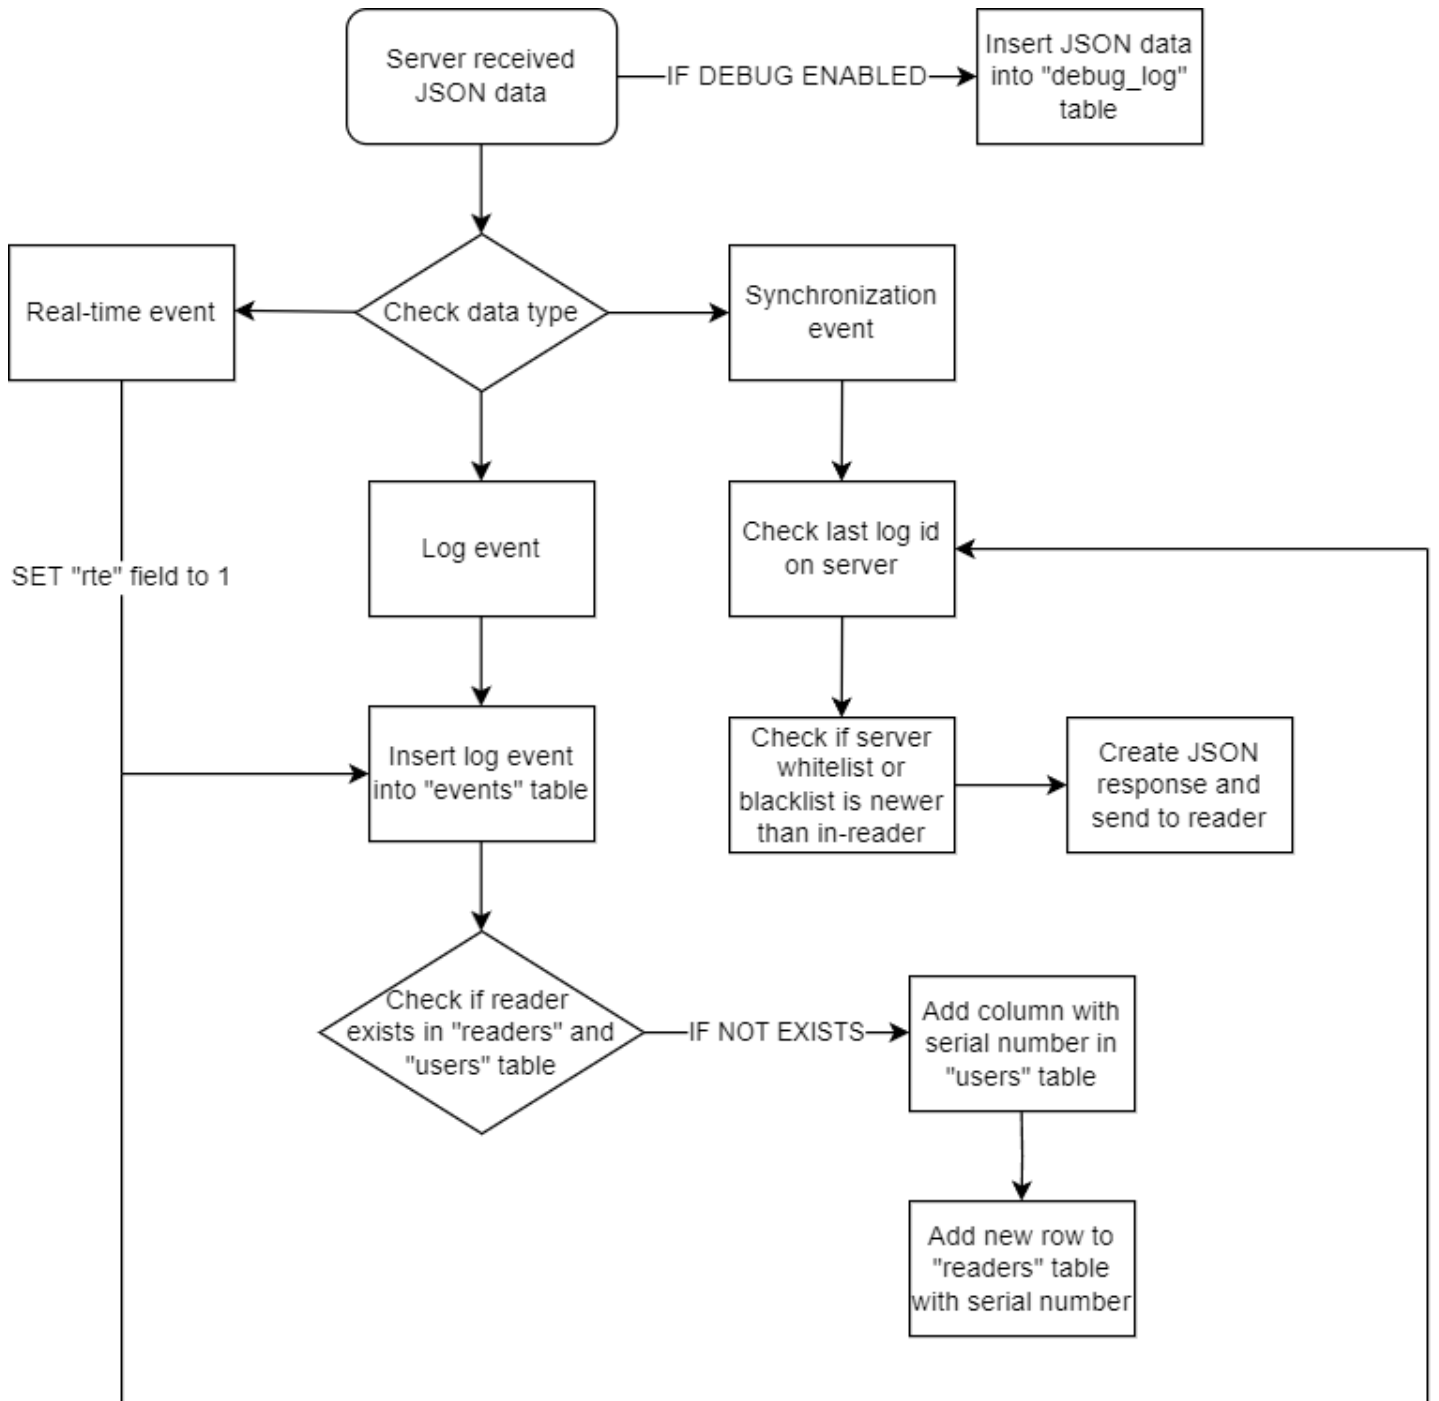 Server received
JSON data
IF DEBUG ENABLED
Insert JSON data
into "debug_log"
table
Real-time event
Check data type
Synchronization
event
Log event
Check last log id
on server
SET "rte" field to 1
Insert log event
into "events" table
Check if server
whitelist or
blacklist is newer
than in-reader
Create JSON
response and
send to reader
Check if reader
exists in "readers" and
"users" table
IF NOT EXISTS
Add column with
serial number in
"users" table
Add new row to
"readers" table
with serial number